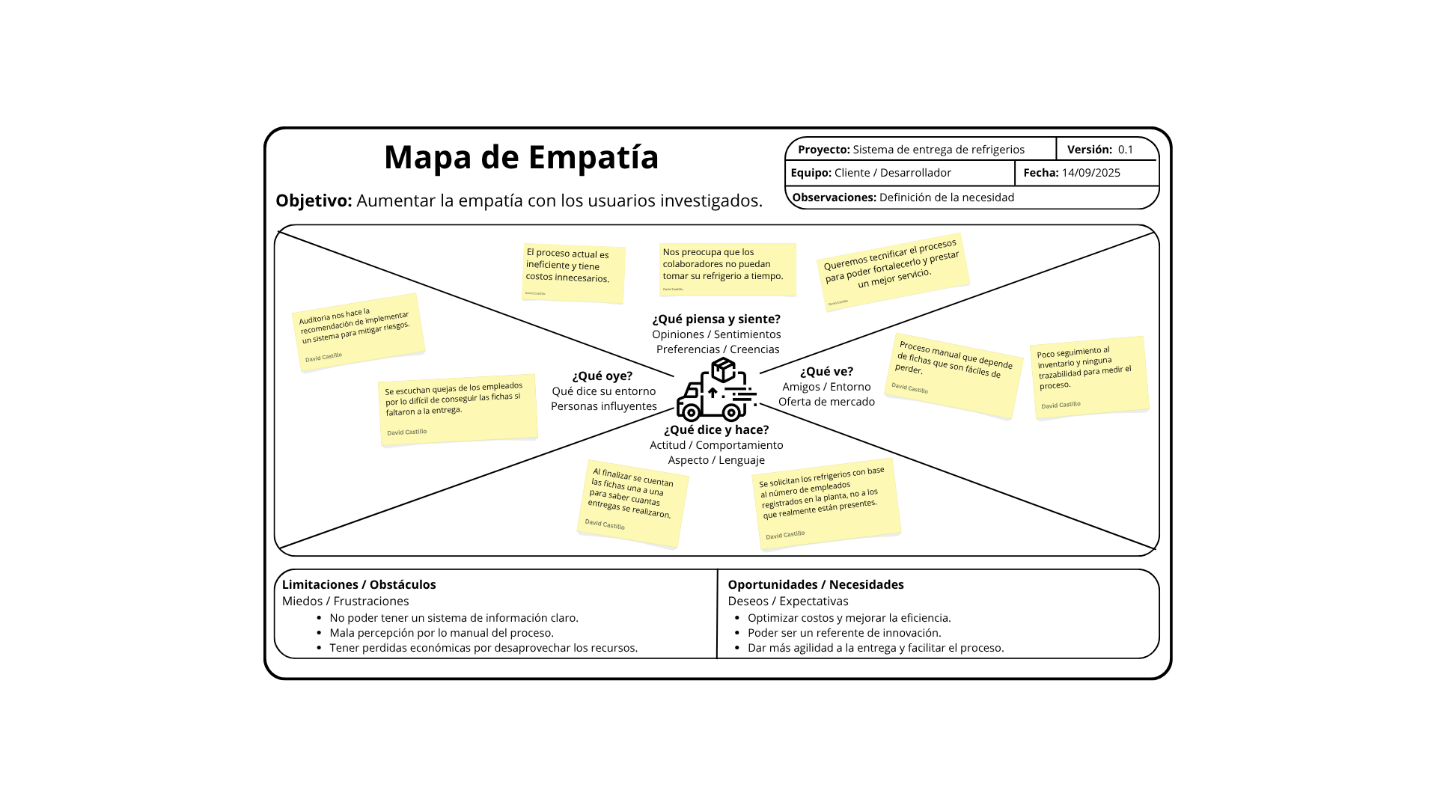 Mapa de Empatía
Objetivo: Aumentar la empatía con los usuarios investigados.
Proyecto: Sistema de entrega de refrigerios
Versión: 0.1
Equipo: Cliente / Desarrollador
Fecha: 14/09/2025
Observaciones: Definición de la necesidad
El proceso actual es
ineficiente y tiene
costos innecesarios.
David Castillo
Nos preocupa que los
colaboradores no puedan
tomar su refrigerio a tiempo.
David Castillo
Queremos tecnificar el procesos
para poder fortalecerlo y prestar
un mejor servicio.
David Castillo
¿Qué piensa y siente?
Opiniones / Sentimientos
Preferencias / Creencias
Auditoria nos hace la
recomendación de implementar
un sistema para mitigar riesgos.
David Castillo
Se escuchan quejas de los empleados
por lo difícil de conseguir las fichas si
faltaron a la entrega.
David Castillo
¿Qué oye?
Qué dice su entorno
Personas influyentes
¿Qué ve?
Amigos / Entorno
Oferta de mercado
Proceso manual que depende
de fichas que son fáciles de
perder.
David Castillo
Poco seguimiento al
inventario y ninguna
trazabilidad para medir el
proceso.
David Castillo
¿Qué dice y hace?
Actitud / Comportamiento
Aspecto / Lenguaje
Al finalizar se cuentan
las fichas una a una
para saber cuantas
entregas se realizaron.
David Castillo
Se solicitan los refrigerios con base
al número de empleados
registrados en la planta, no a los
que realmente están presentes.
David Castillo
Limitaciones / Obstáculos
Miedos / Frustraciones
• No poder tener un sistema de información claro.
• Mala percepción por lo manual del proceso.
• Tener perdidas económicas por desaprovechar los recursos.
Oportunidades / Necesidades
Deseos / Expectativas
• Optimizar costos y mejorar la eficiencia.
• Poder ser un referente de innovación.
• Dar más agilidad a la entrega y facilitar el proceso.